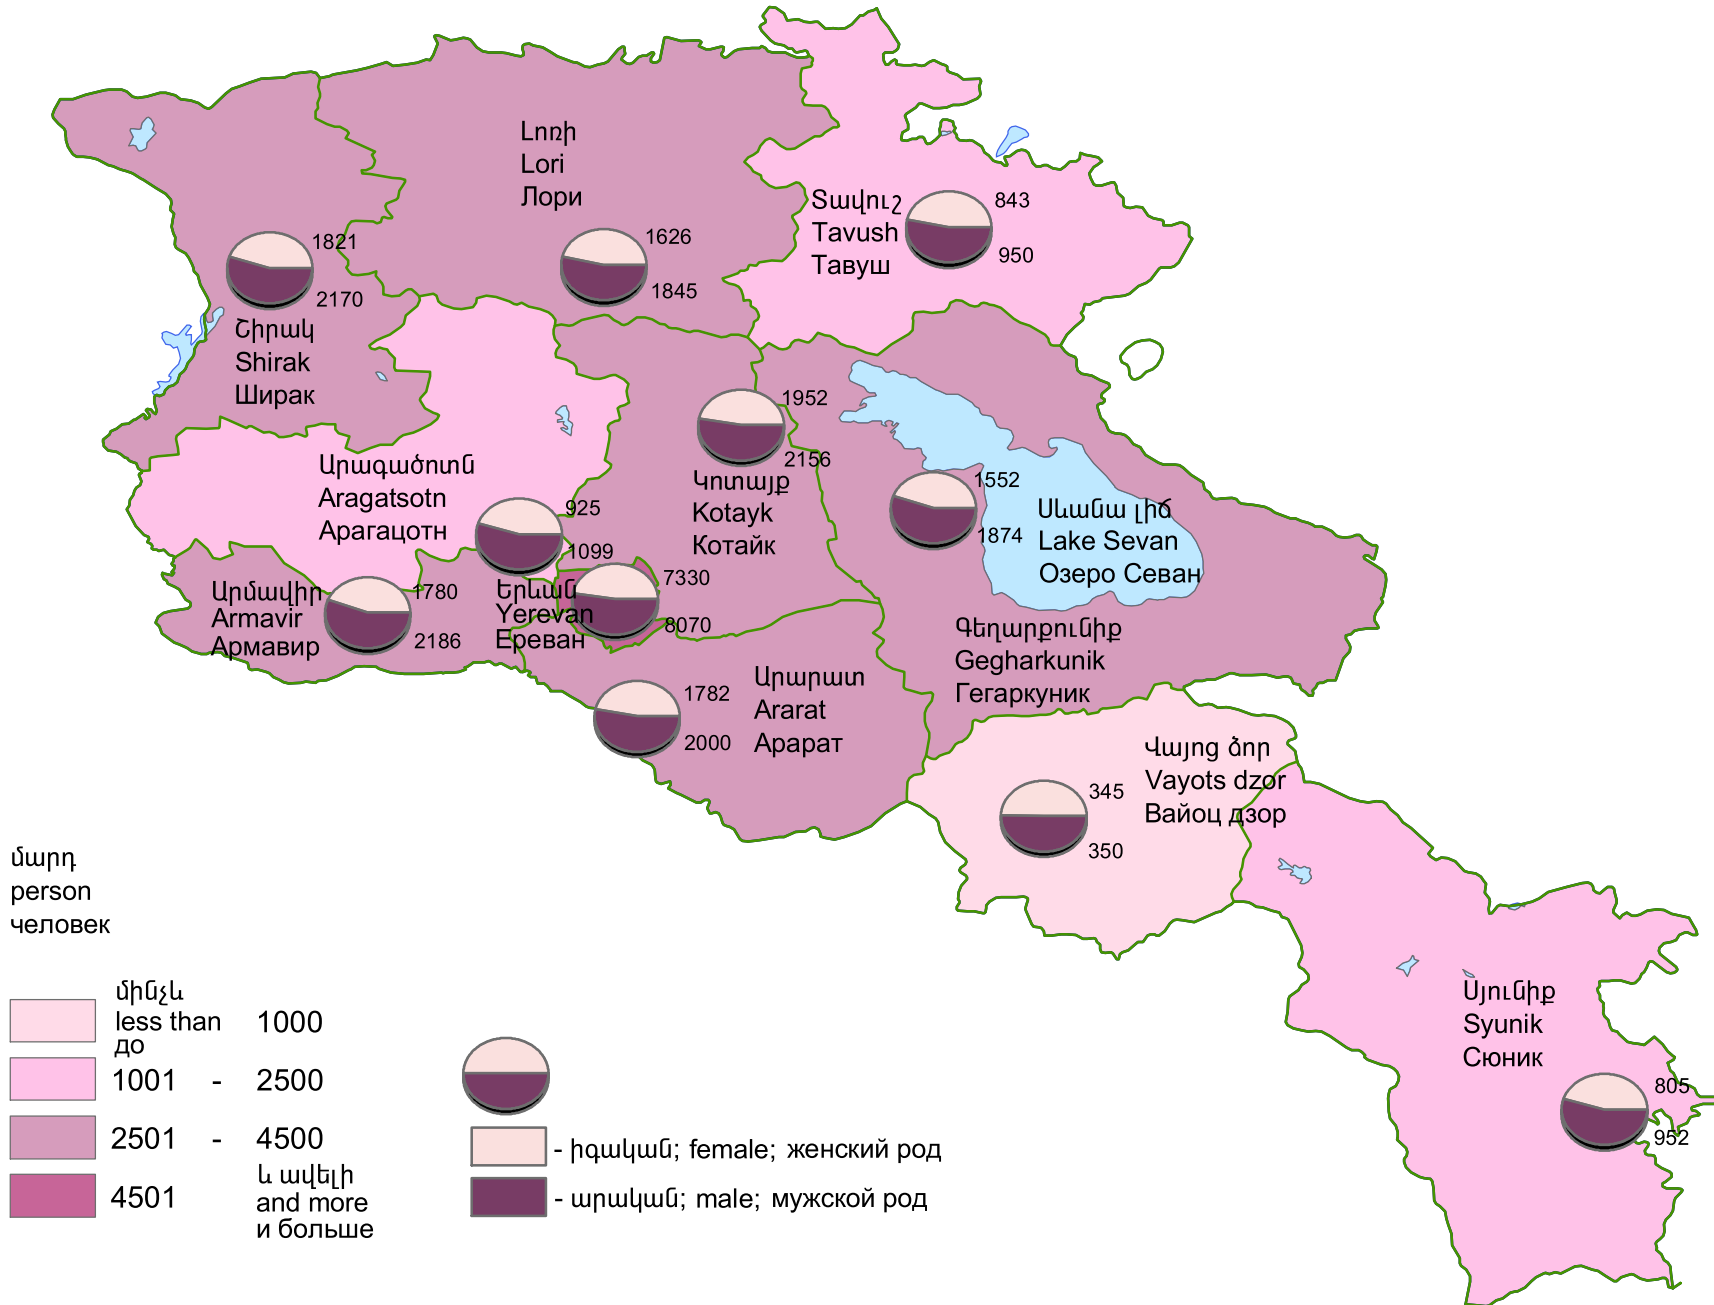 Լոռի
Lori
Лори
Տավուշ
Tavush
Тавуш
843
950
1821
2170
Շիրակ
Shirak
Ширак
1626
1845
1952
2156
Կոտայք
Kotayk
Котайк
Արագածոտն
Aragatsotn
Арагацотн
925
1099
1552
1874
Սևանա լիճ
Lake Sevan
Озеро Севан
Արմավիր
Armavir
Армавир
1780
2186
Երևան
Yerevan
Ереван
7330
8070
Գեղարքունիք
Gegharkunik
Гегаркуник
1782
2000
Արարատ
Ararat
Арарат
Վայոց ձոր
Vayots dzor
Вайоц дзор
345
350
Սյունիք
Syunik
Сюник
805
952
մարդ
person
человек
մինչև
less than 1000
до
1001 - 2500
2501 - 4500
4501 և ավելի
and more
и больше
- իգական; female; женский род
- արական; male; мужской род